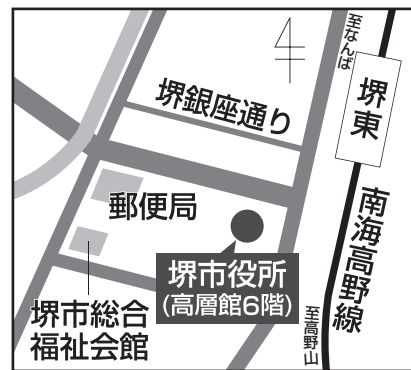 至なんば
堺東
堺銀座通り
郵便局
南海高野線
堺市役所
(高層館6階)
堺市総合
福祉会館
至高野山